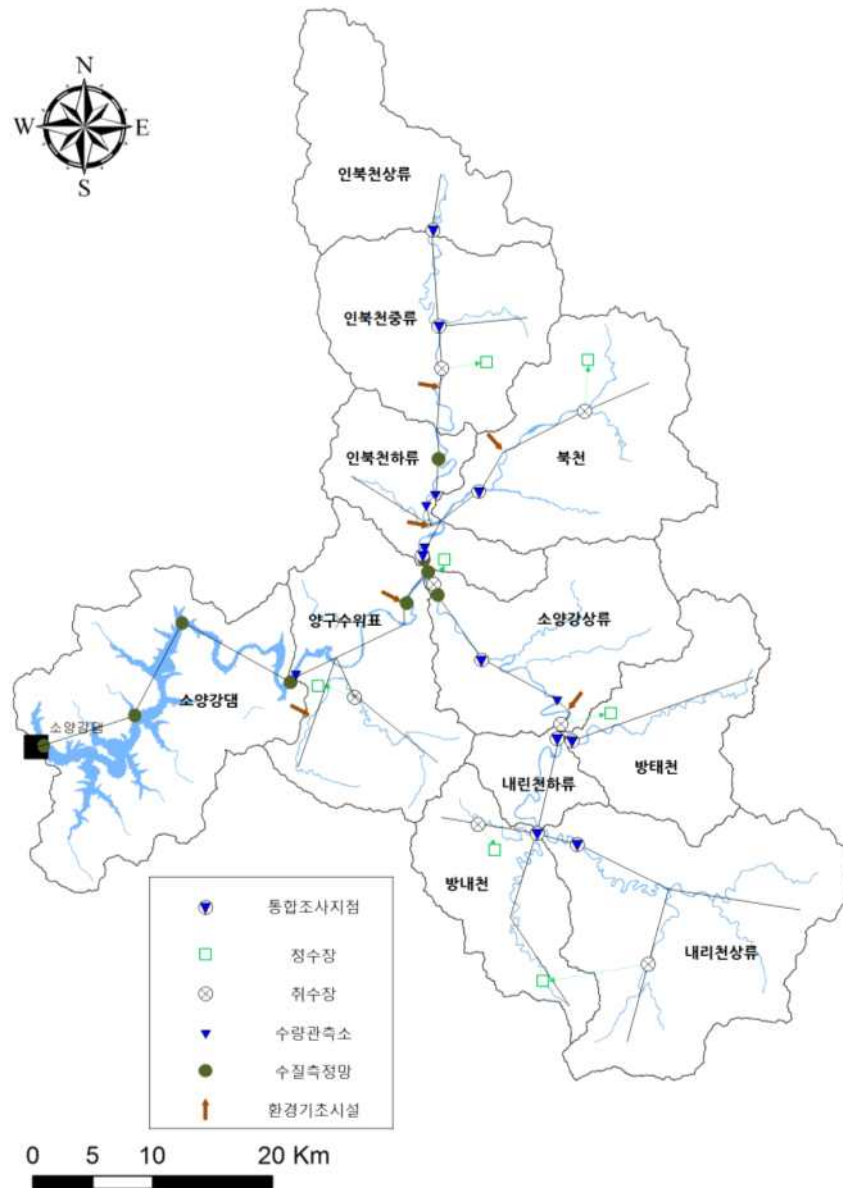 N
W E
S
인북천상류
인북천중류
인북천하류
북천
양구수위표
소양강상류
소양강댐
소양강댐
방태천
내린천하류
방내천
내리천상류
통합조사지점
정수장
취수장
수량관측소
수질측정망
환경기초시설
0 5 10 20 Km